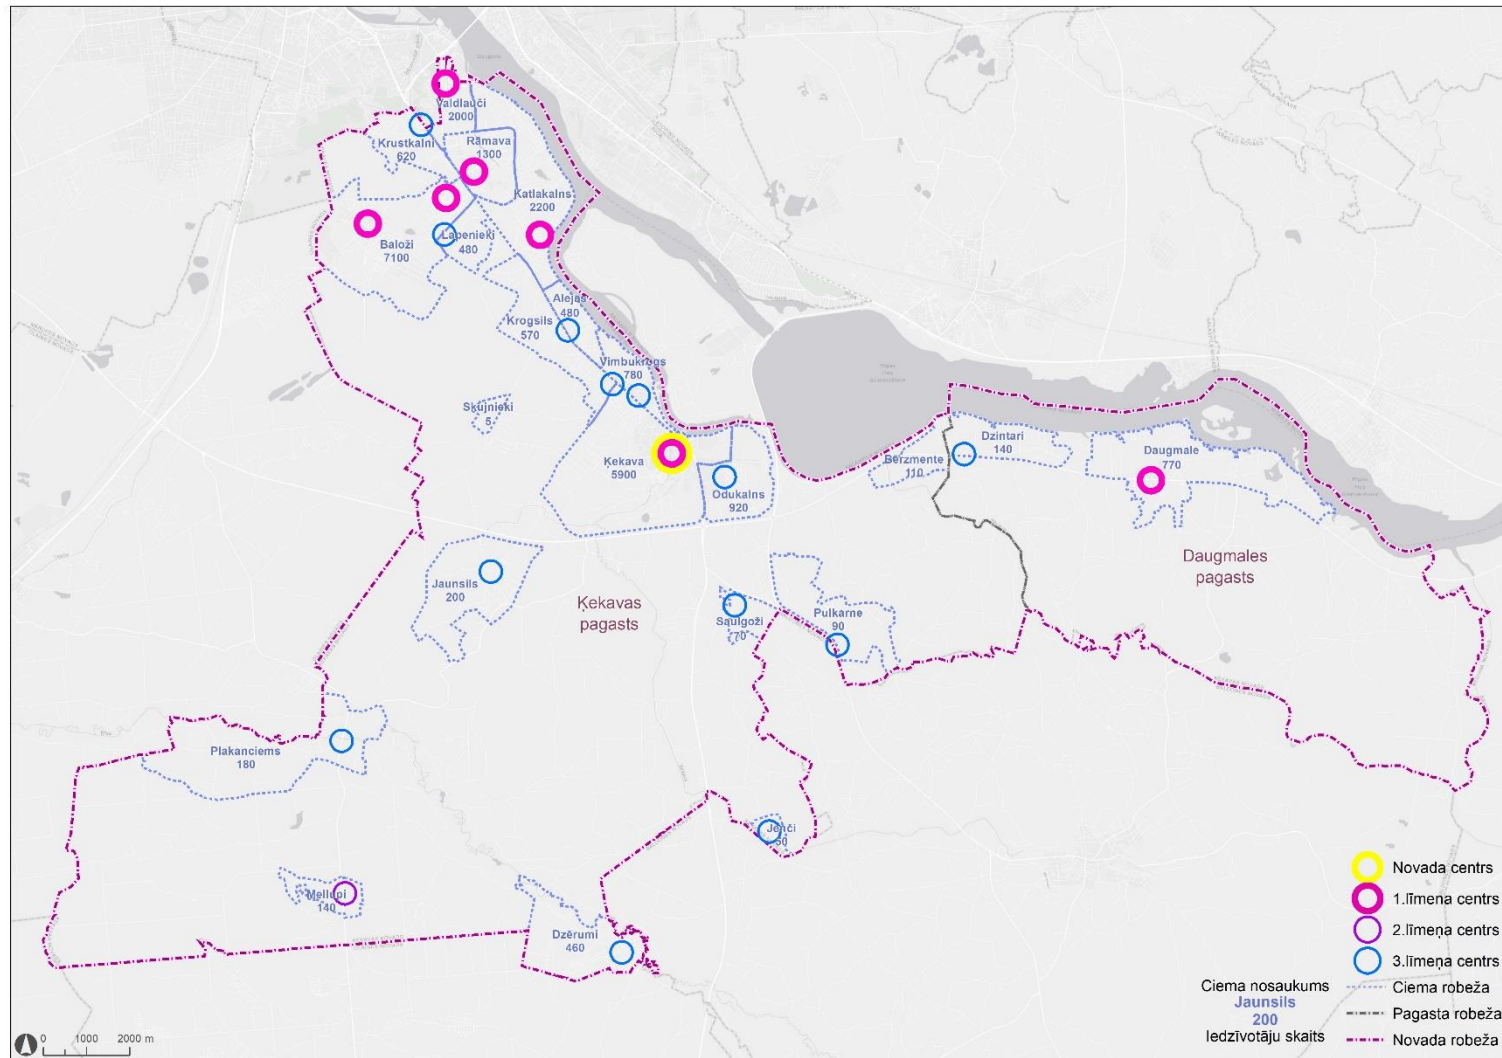 Valdlauči
2000
Krustkalni
620
Rāmava
1300
Katlakalns
2200
Baloži
7100
Lapenieki
480
Alejas
480
Krogsils
570
Vimbukrogs
780
Skujnieki
5
Ķekava
5900
Odukalns
920
Bērzmente
110
Dzintari
140
Daugmale
770
Daugmales
pagasts
Jaunsils
200
Ķekavas
pagasts
Saulgoži
70
Pulkarne
90
Plakanciems
180
Jenči
Mellupi
140
Dzērumi
460
Novada centrs
1.līmeņa centrs
2.līmeņa centrs
3.līmeņa centrs
Ciema robeža
Pagasta robeža
Novada robeža
Ciema nosaukums
Jaunsils
200
Iedzīvotāju skaits
0 1000 2000 m